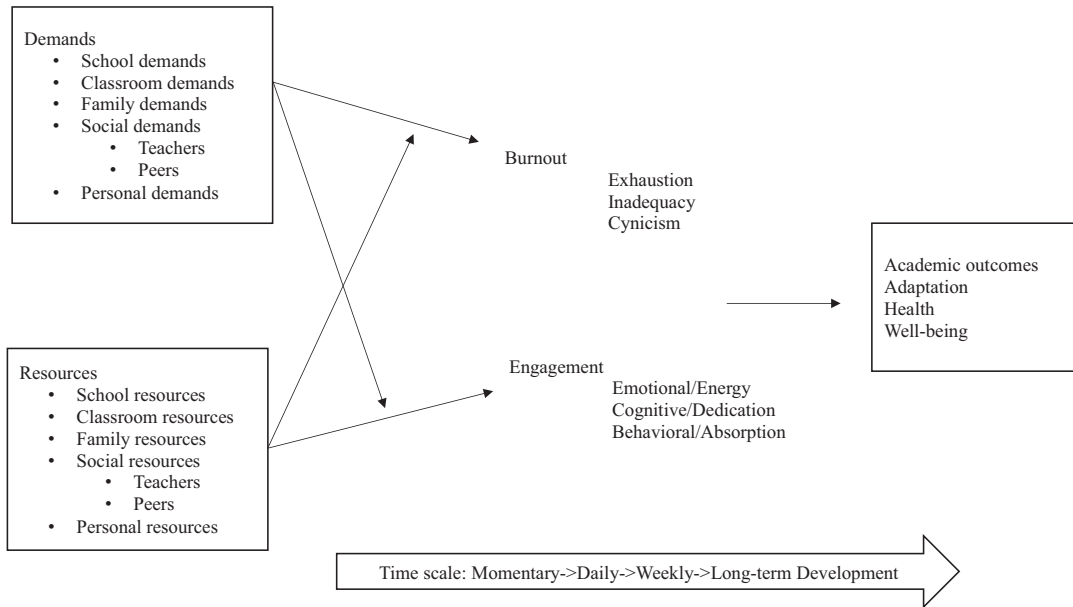 Demands
• School demands
• Classroom demands
• Family demands
• Social demands
• Teachers
• Peers
• Personal demands
Burnout
Exhaustion
Inadequacy
Cynicism
Academic outcomes
Adaptation
Health
Well-being
Resources
• School resources
• Classroom resources
• Family resources
• Social resources
• Teachers
• Peers
• Personal resources
Engagement
Emotional/Energy
Cognitive/Dedication
Behavioral/Absorption
Time scale: Momentary->Daily->Weekly->Long-term Development